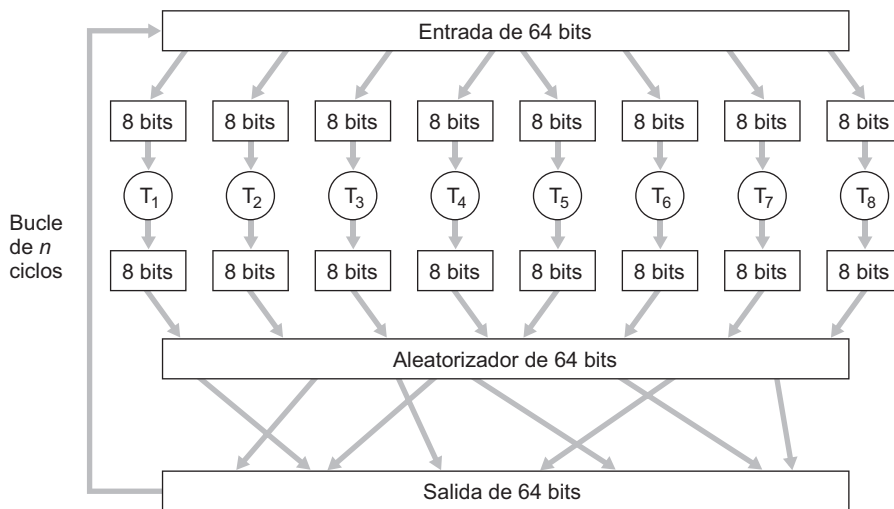 Entrada de 64 bits
8 bits 8 bits 8 bits 8 bits 8 bits 8 bits 8 bits 8 bits
T1 T2 T3 T4 T5 T6 T7 T8
Bucle
de n
ciclos
8 bits 8 bits 8 bits 8 bits 8 bits 8 bits 8 bits 8 bits
Aleatorizador de 64 bits
Salida de 64 bits